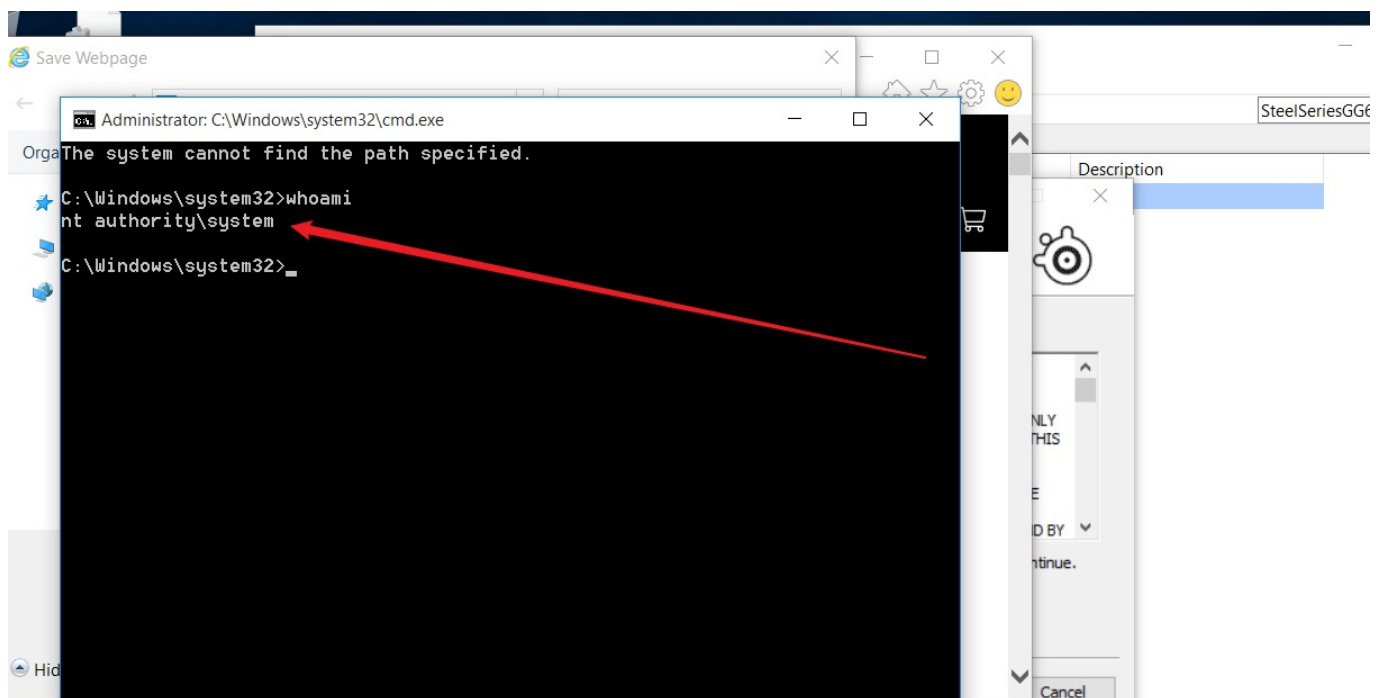 Save Webpage
Administrator: C:\Windows\system32\cmd.exe
SteelSeriesGG6
Orga
The system cannot find the path specified.
Description
C:\Windows\system32>whoami
nt authority\system
C:\Windows\system32>_
NLY
THIS
E
D BY
ntinue.
Hid
Cancel